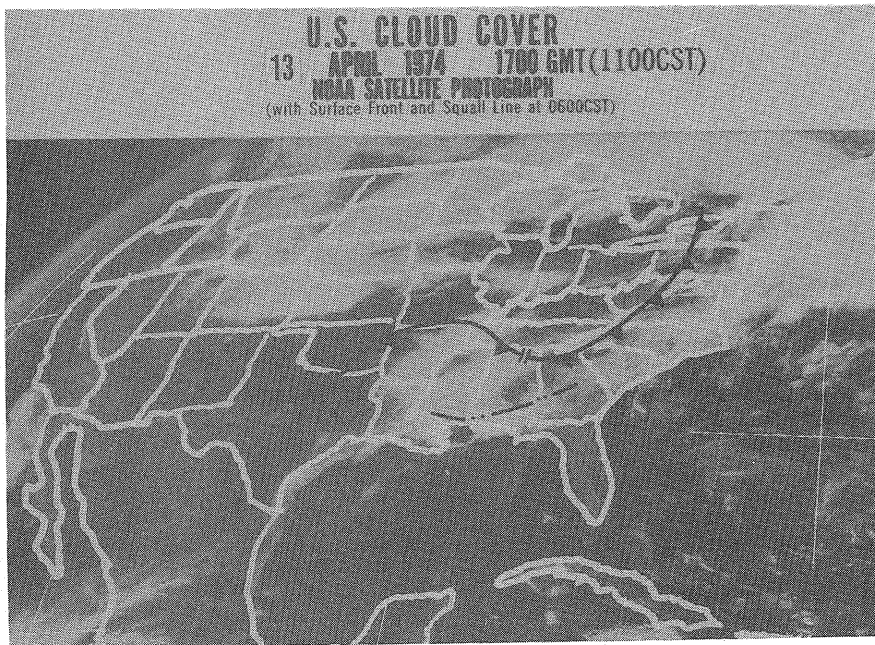 U.S. CLOUD COVER
13 APRIL 1974 1700 GMT(1100CST)
NOAA SATELLITE PHOTOGRAPH
(with Surface Front and Squall Line at 0600CST)